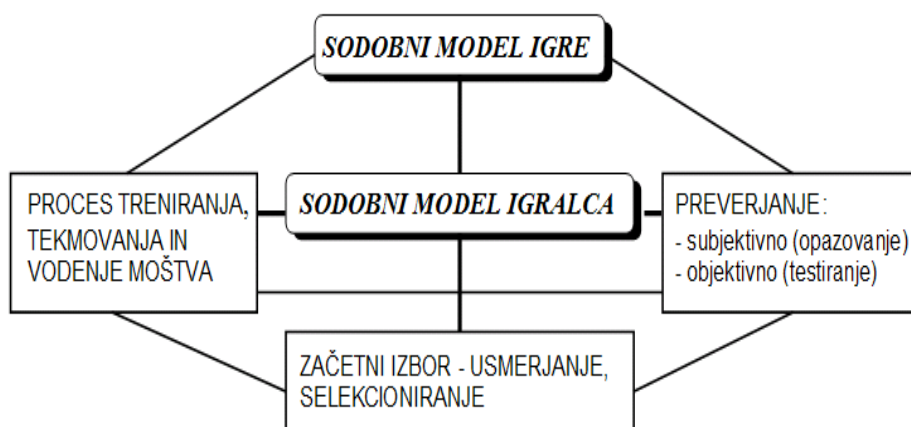 SODOBNI MODEL IGRE
PROCES TRENIRANJA,
TEKMOVANJA IN
VODENJE MOŠTVA
SODOBNI MODEL IGRALCA
PREVERJANJE:
- subjektivno (opazovanje)
- objektivno (testiranje)
ZAČETNI IZBOR - USMERJANJE,
SELEKCIONIRANJE